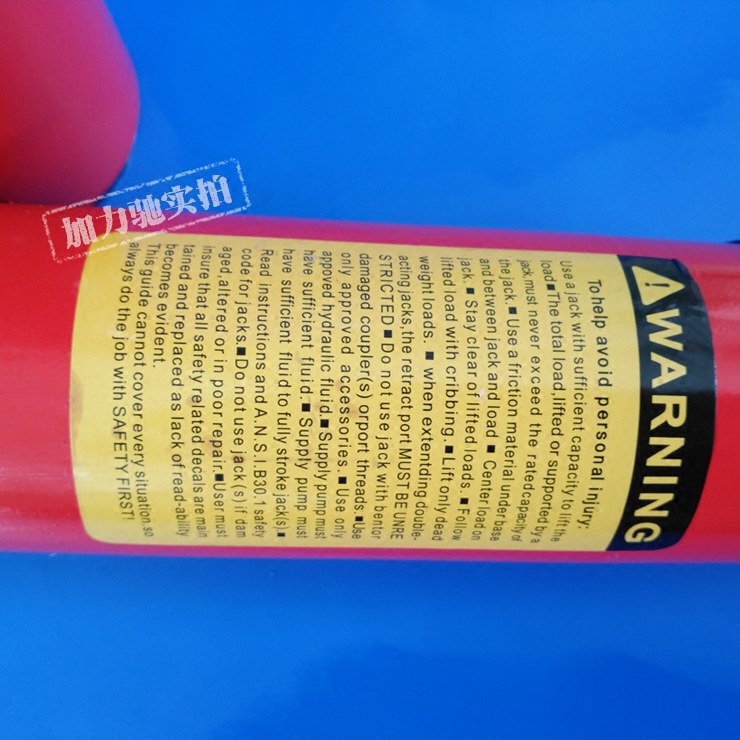 加力驰实拍
⚠WARNING
To help avoid personal injury:
Use a jack with sufficient capacity to lift the
load■The total load,lifted or supported by a
jack must never exceed the rated capacity of
the jack.■Use a friction material under base
and between jack and load■Center load on
jack.■Stay clear of lifted loads.■Follow
lifted load with cribbing.■Lift only dead
weight loads.■when extentding double-
acting jacks,the retract port MUST BE UNRE
STRICTED■Do not use jack with bentor
damaged coupler(s) orport threads.■Use
only approved accessories.■Use only
appoved hydraulic fluid.■Supply pump must
have sufficient fluid.■Supply pump must
have sufficient fluid to fully stroke jack(s).■
Read instructions and A.N.S.I.B30.1 safety
code for jacks.■Do not use jack(s) if dam
aged,altered or in poor repair.■User must
insure that all safety related decals are main
tained and replaced as lack of read-ability
becomes evident.
This guide cannot cover every situation,so
always do the job with SAFETY FIRST!